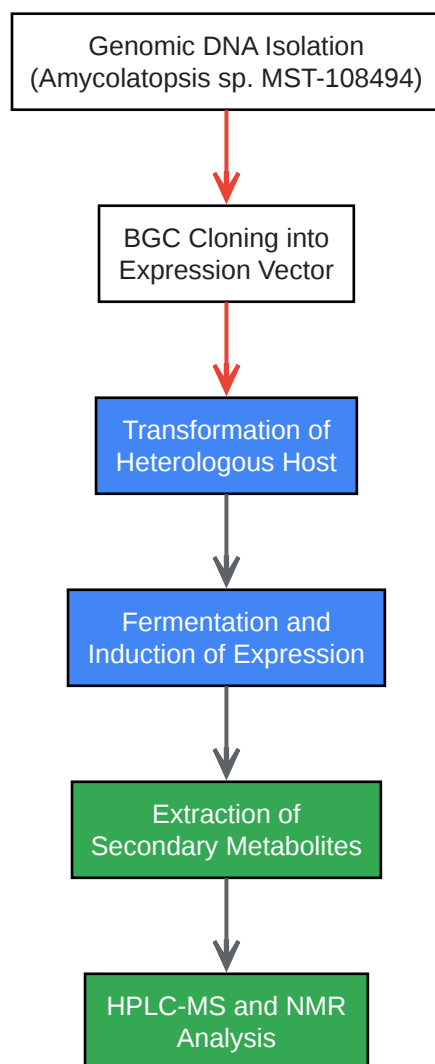 Genomic DNA Isolation
(Amycolatopsis sp. MST-108494)
BGC Cloning into
Expression Vector
Transformation of
Heterologous Host
Fermentation and
Induction of Expression
Extraction of
Secondary Metabolites
HPLC-MS and NMR
Analysis